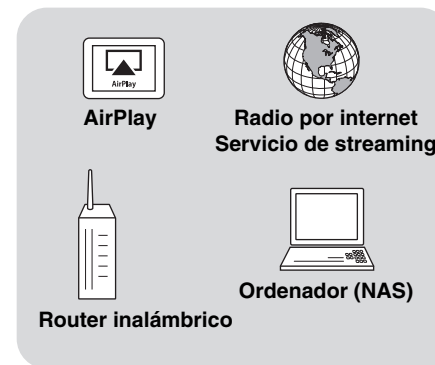 AirPlay
AirPlay
Radio por internet
Servicio de streaming
Ordenador (NAS)
Router inalámbrico